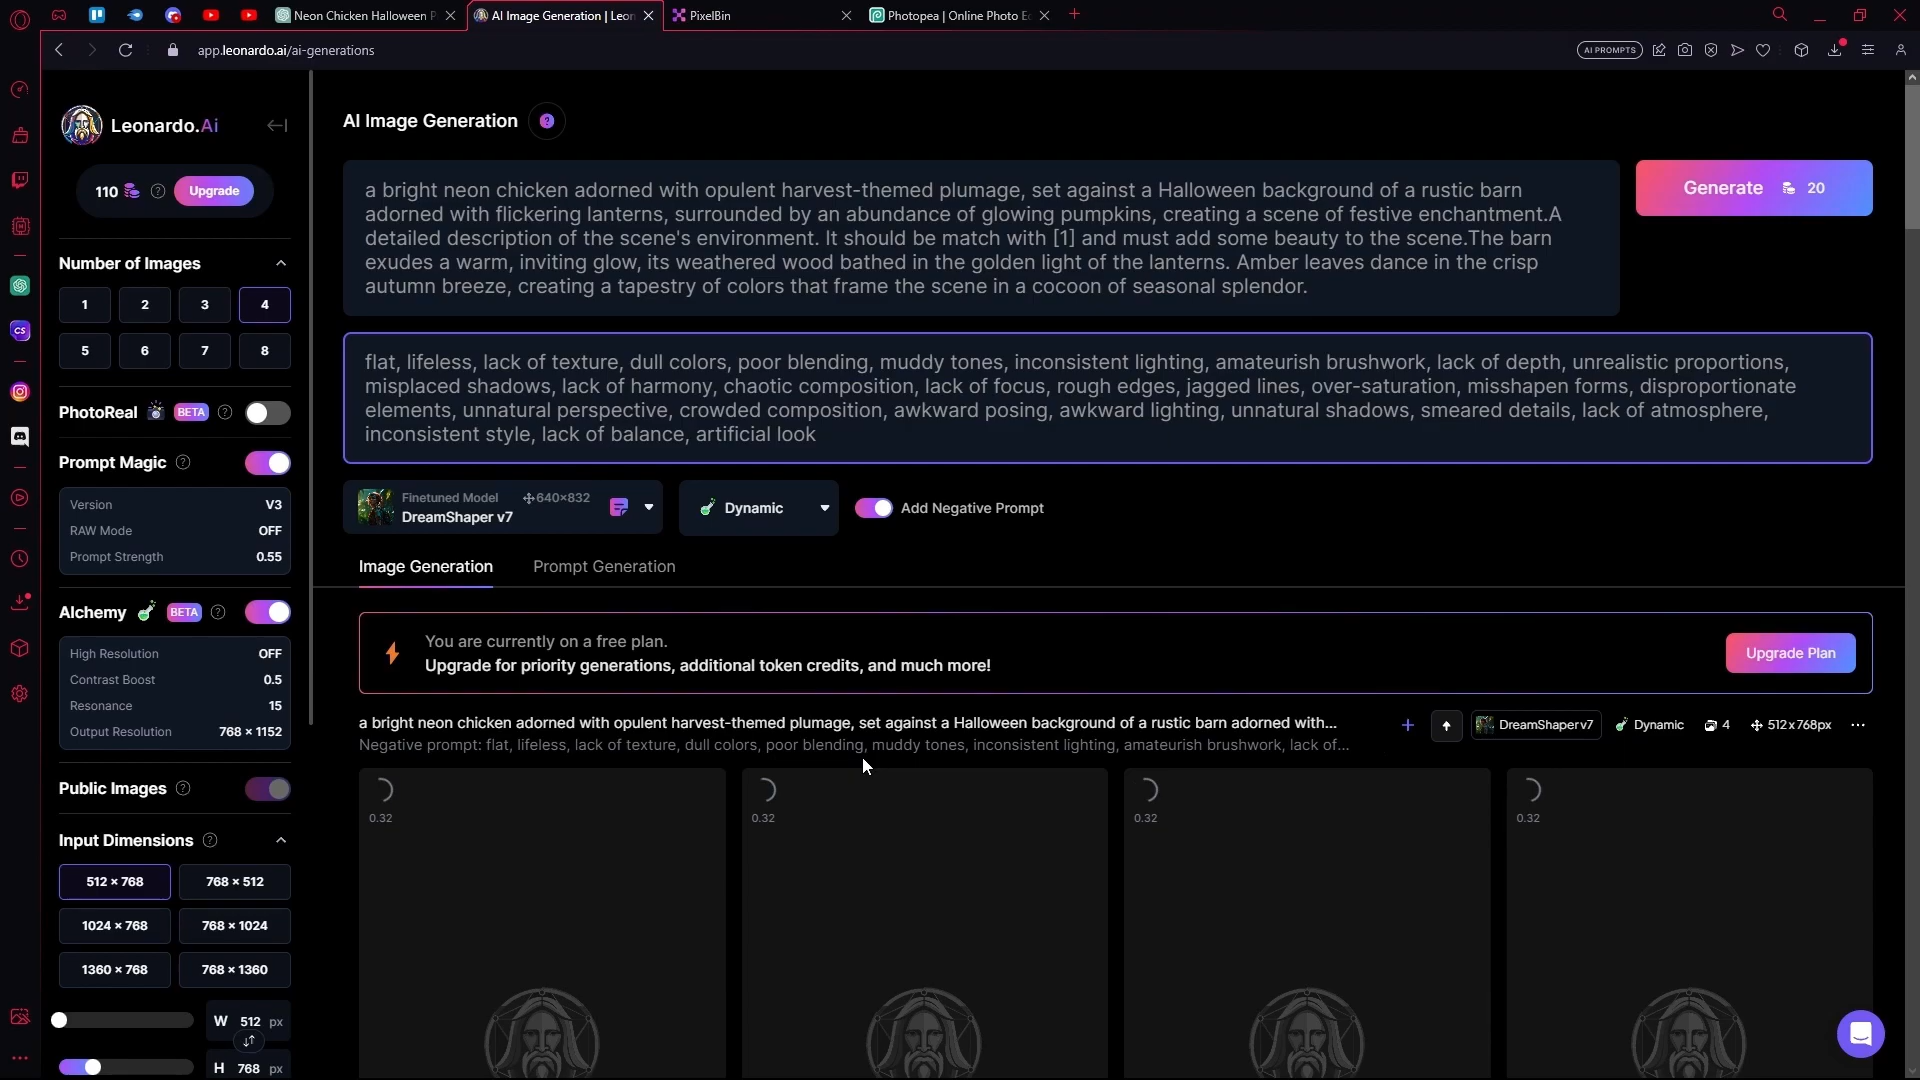 Neon Chicken Halloween P
AI Image Generation | Leon
PixelBin
Photopea | Online Photo Ed
app.leonardo.ai/ai-generations
AI PROMPTS
Leonardo.Ai
110 Upgrade
Number of Images
1 2 3 4
5 6 7 8
PhotoReal BETA
Prompt Magic
Version V3
RAW Mode OFF
Prompt Strength 0.55
Alchemy BETA
High Resolution OFF
Contrast Boost 0.5
Resonance 15
Output Resolution 768 × 1152
Public Images
Input Dimensions
512 × 768 768 × 512
1024 × 768 768 × 1024
1360 × 768 768 × 1360
W 512 px
H 768 px
CS
AI Image Generation ?
a bright neon chicken adorned with opulent harvest-themed plumage, set against a Halloween background of a rustic barn
adorned with flickering lanterns, surrounded by an abundance of glowing pumpkins, creating a scene of festive enchantment.A
detailed description of the scene's environment. It should be match with [1] and must add some beauty to the scene.The barn
exudes a warm, inviting glow, its weathered wood bathed in the golden light of the lanterns. Amber leaves dance in the crisp
autumn breeze, creating a tapestry of colors that frame the scene in a cocoon of seasonal splendor.
Generate 20
flat, lifeless, lack of texture, dull colors, poor blending, muddy tones, inconsistent lighting, amateurish brushwork, lack of depth, unrealistic proportions,
misplaced shadows, lack of harmony, chaotic composition, lack of focus, rough edges, jagged lines, over-saturation, misshapen forms, disproportionate
elements, unnatural perspective, crowded composition, awkward posing, awkward lighting, unnatural shadows, smeared details, lack of atmosphere,
inconsistent style, lack of balance, artificial look
Finetuned Model 640×832
DreamShaper v7
Dynamic
Add Negative Prompt
Image Generation Prompt Generation
You are currently on a free plan.
Upgrade for priority generations, additional token credits, and much more!
Upgrade Plan
a bright neon chicken adorned with opulent harvest-themed plumage, set against a Halloween background of a rustic barn adorned with...
Negative prompt: flat, lifeless, lack of texture, dull colors, poor blending, muddy tones, inconsistent lighting, amateurish brushwork, lack of...
DreamShaper v7 Dynamic 4 512x768px
0.32 0.32 0.32 0.32